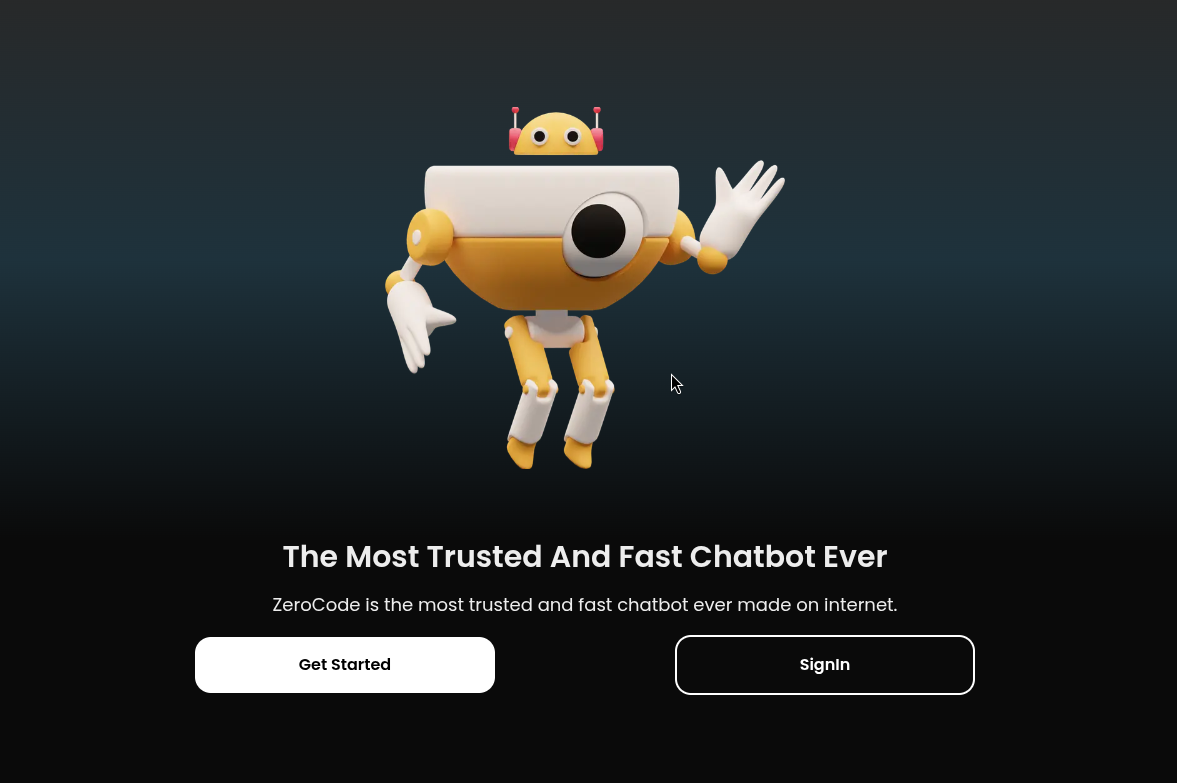 The Most Trusted And Fast Chatbot Ever
ZeroCode is the most trusted and fast chatbot ever made on internet.
Get Started
SignIn